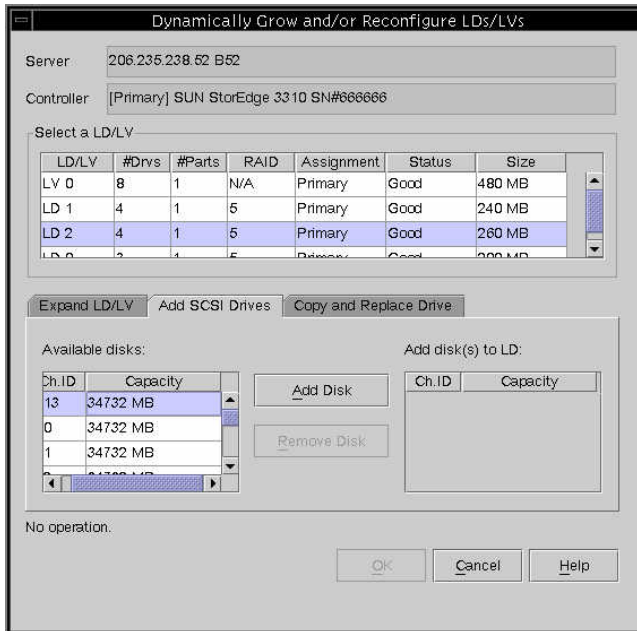 Dynamically Grow and/or Reconfigure LDs/LVs
Server 206.235.238.52 B52
Controller [Primary] SUN StorEdge 3310 SN#666666
Select a LD/LV
LD/LV #Drvs #Parts RAID Assignment Status Size
LV 0 8 1 N/A Primary Good 480 MB
LD 1 4 1 5 Primary Good 240 MB
LD 2 4 1 5 Primary Good 260 MB
Expand LD/LV Add SCSI Drives Copy and Replace Drive
Available disks: Add disk(s) to LD:
Ch.ID Capacity Ch.ID Capacity
13 34732 MB
0 34732 MB
1 34732 MB
Add Disk
Remove Disk
No operation.
OK Cancel Help